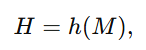 H = h(M),